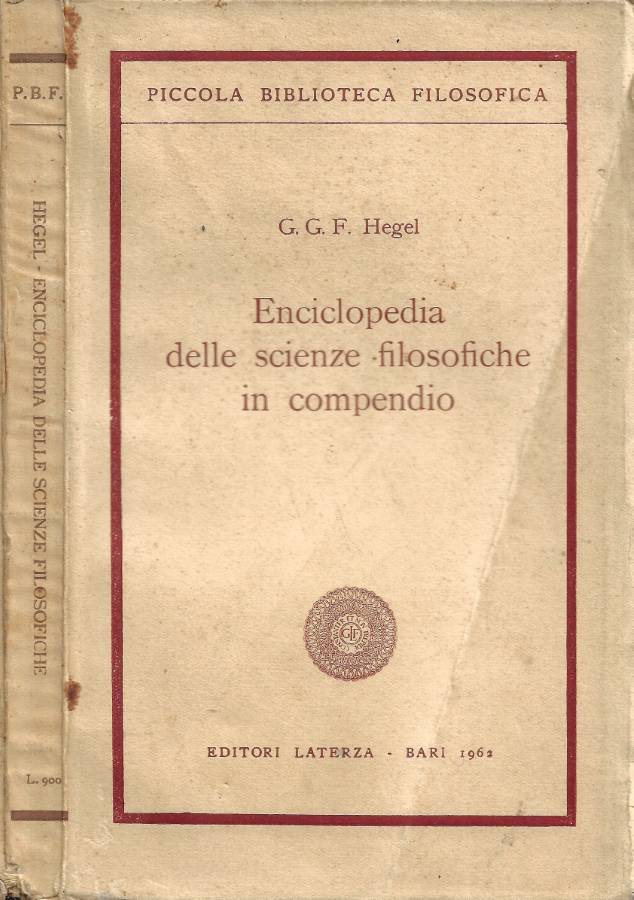 P.B.F.
HEGEL - ENCICLOPEDIA DELLE SCIENZE FILOSOFICHE
L. 900
PICCOLA BIBLIOTECA FILOSOFICA
G. G. F. Hegel
Enciclopedia
delle scienze filosofiche
in compendio
EDITORI LATERZA - BARI 1962